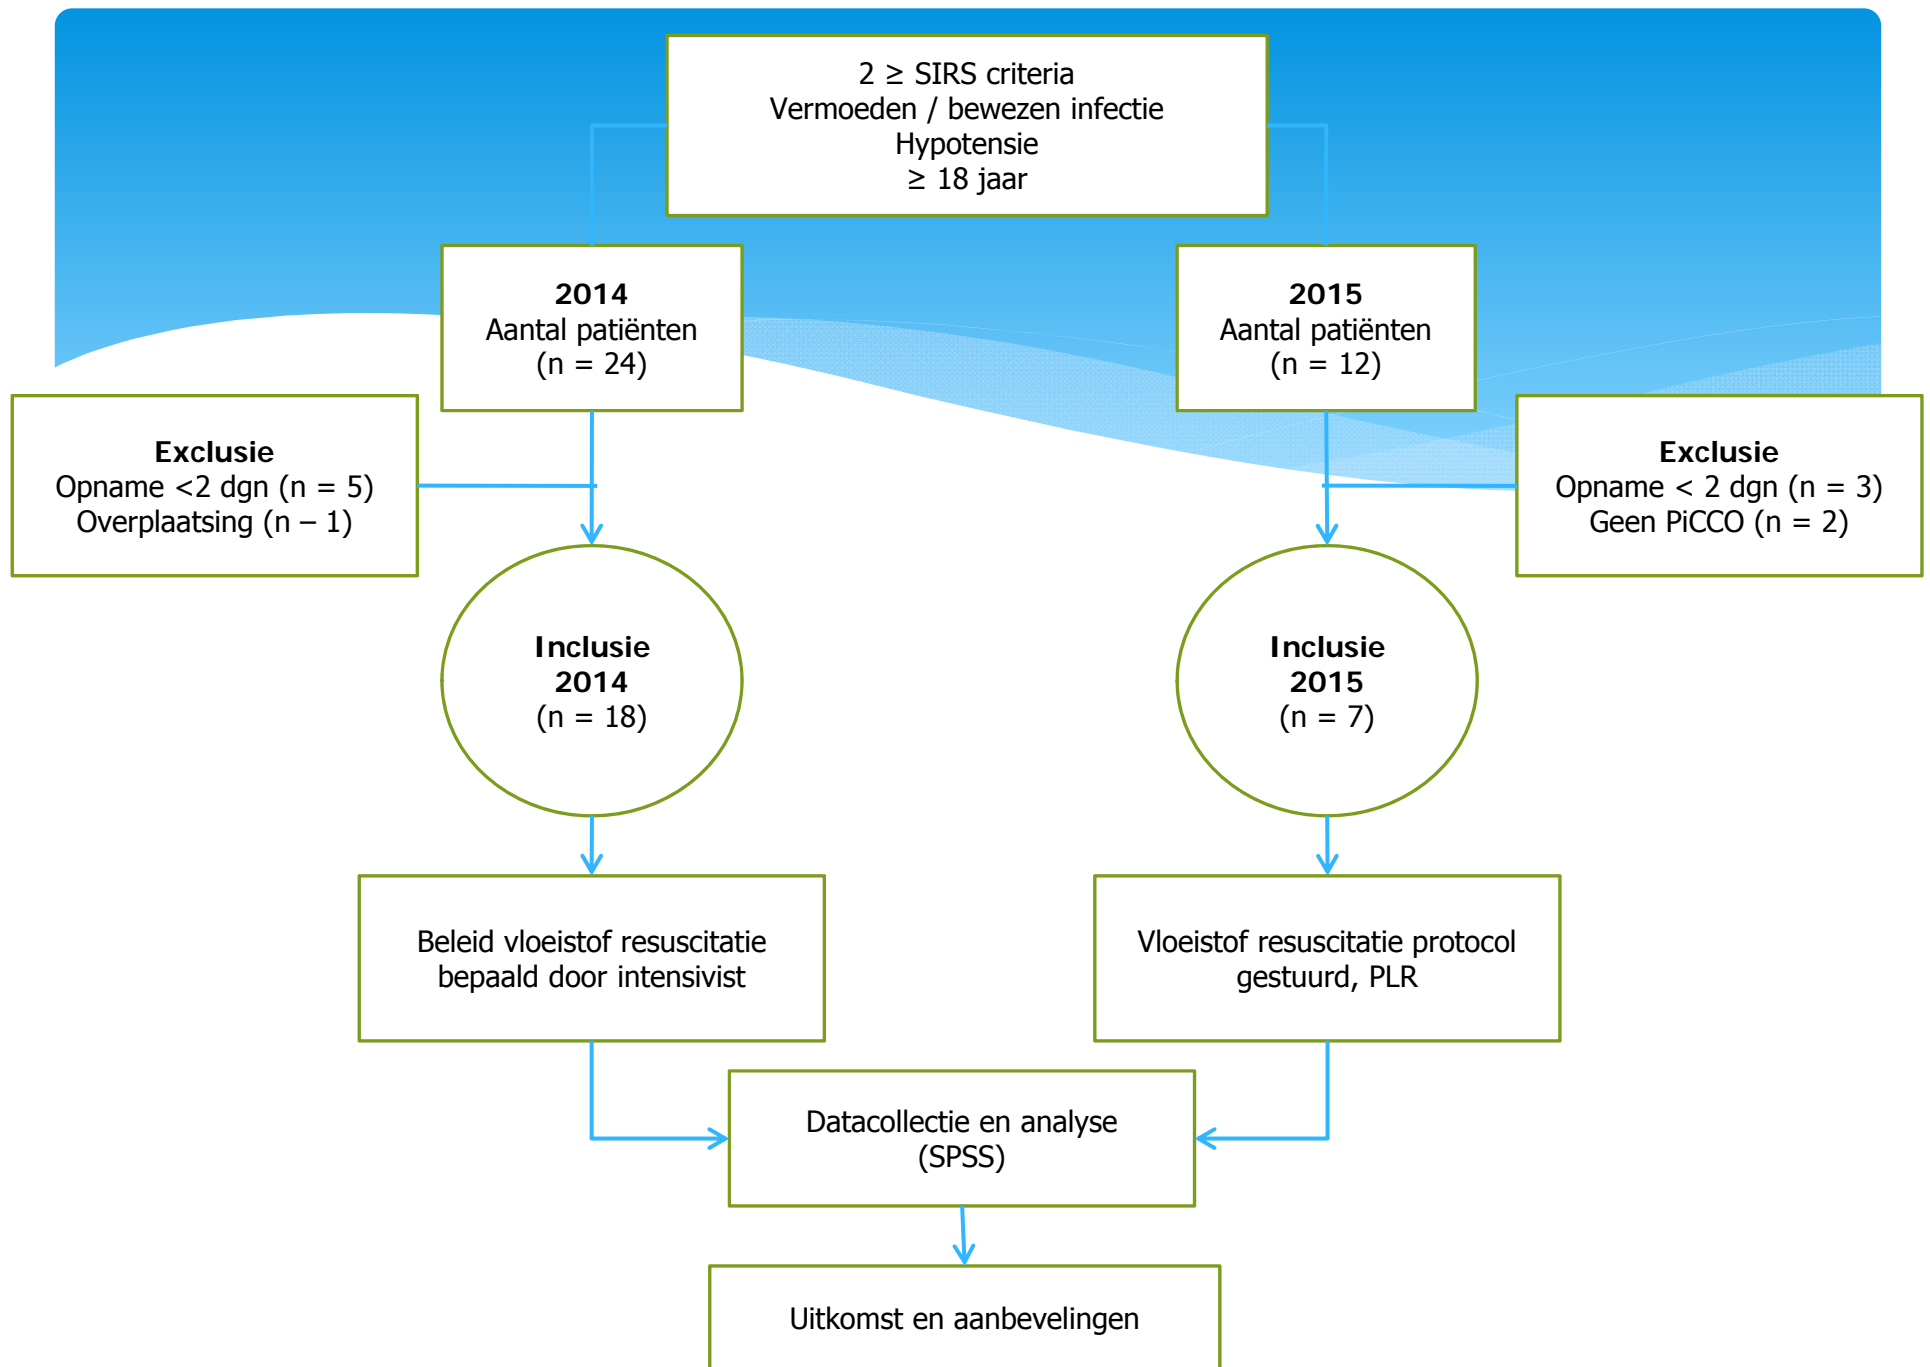 2 ≥ SIRS criteria
Vermoeden / bewezen infectie
Hypotensie
≥ 18 jaar
2014
Aantal patiënten
(n = 24)
2015
Aantal patiënten
(n = 12)
Exclusie
Opname <2 dgn (n = 5)
Overplaatsing (n – 1)
Exclusie
Opname < 2 dgn (n = 3)
Geen PiCCO (n = 2)
Inclusie
2014
(n = 18)
Inclusie
2015
(n = 7)
Beleid vloeistof resuscitatie
bepaald door intensivist
Vloeistof resuscitatie protocol
gestuurd, PLR
Datacollectie en analyse
(SPSS)
Uitkomst en aanbevelingen